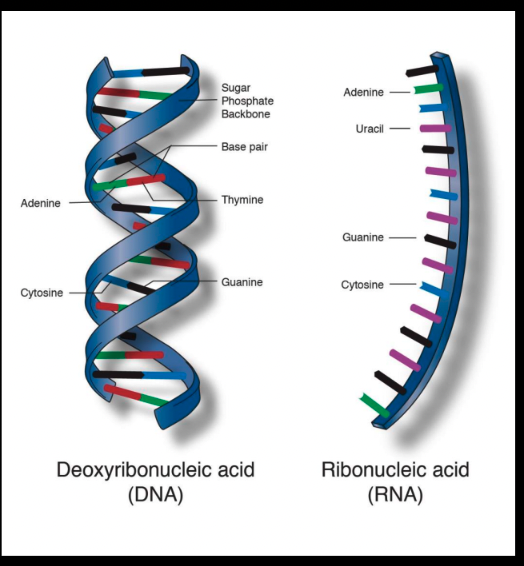 Sugar
Phosphate
Backbone
Base pair
Adenine
Thymine
Cytosine
Guanine
Deoxyribonucleic acid
(DNA)
Adenine
Uracil
Guanine
Cytosine
Ribonucleic acid
(RNA)